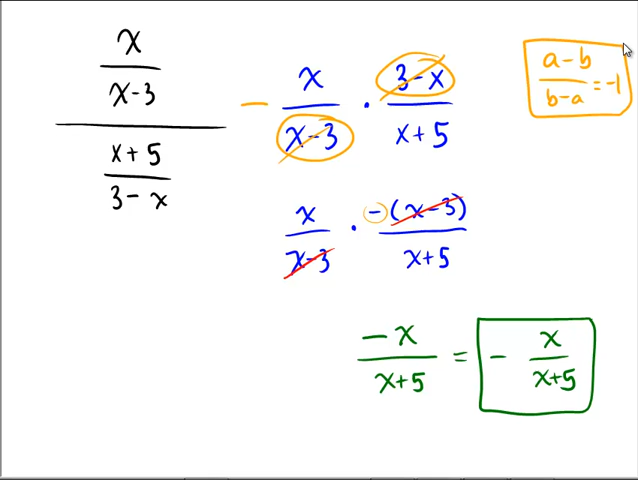 x
x-3
x+5
3-x
- x/x-3 · 3-x/x+5
a-b/b-a = -1
x/x-3 · -(x-3)/x+5
-x/x+5 = - x/x+5